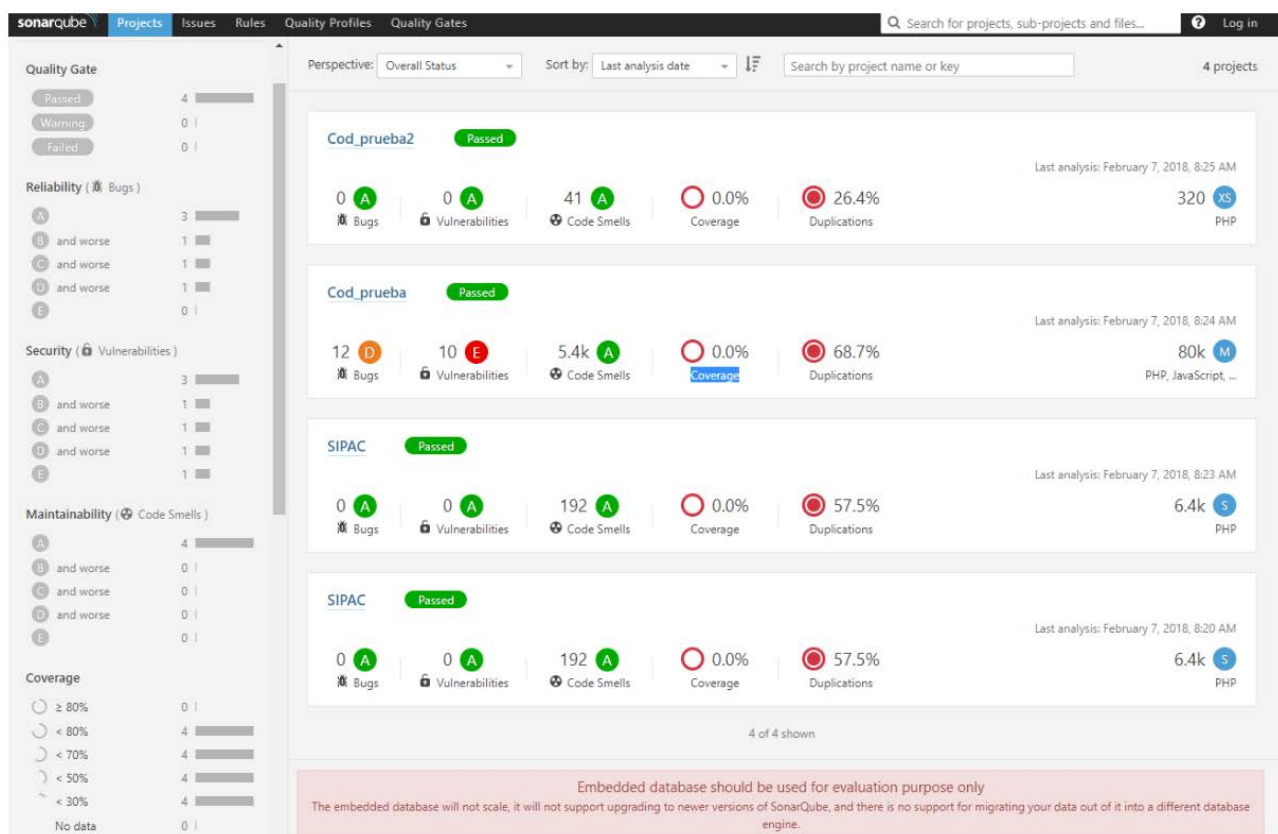 sonarqube Projects Issues Rules Quality Profiles Quality Gates Search for projects, sub-projects and files... ? Log in
Quality Gate
Passed 4
Warning 0
Failed 0
Reliability ( Bugs )
A 3
B and worse 1
C and worse 1
D and worse 1
E 0
Security ( Vulnerabilities )
A 3
B and worse 1
C and worse 1
D and worse 1
E 1
Maintainability ( Code Smells )
A 4
B and worse 0
C and worse 0
D and worse 0
E 0
Coverage
≥ 80% 0
< 80% 4
< 70% 4
< 50% 4
< 30% 4
No data 0
Perspective: Overall Status Sort by: Last analysis date Search by project name or key 4 projects
Cod_prueba2 Passed
Last analysis: February 7, 2018, 8:25 AM
0 A 0 A 41 A 0.0% 26.4% 320 XS
Bugs Vulnerabilities Code Smells Coverage Duplications PHP
Cod_prueba Passed
Last analysis: February 7, 2018, 8:24 AM
12 D 10 E 5.4k A 0.0% 68.7% 80k M
Bugs Vulnerabilities Code Smells Coverage Duplications PHP, JavaScript, ...
SIPAC Passed
Last analysis: February 7, 2018, 8:23 AM
0 A 0 A 192 A 0.0% 57.5% 6.4k S
Bugs Vulnerabilities Code Smells Coverage Duplications PHP
SIPAC Passed
Last analysis: February 7, 2018, 8:20 AM
0 A 0 A 192 A 0.0% 57.5% 6.4k S
Bugs Vulnerabilities Code Smells Coverage Duplications PHP
4 of 4 shown
Embedded database should be used for evaluation purpose only
The embedded database will not scale, it will not support upgrading to newer versions of SonarQube, and there is no support for migrating your data out of it into a different database
engine.